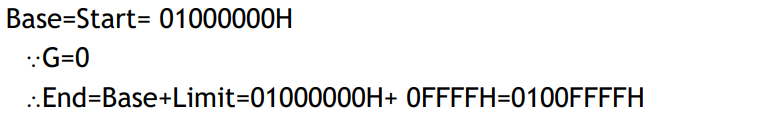 Base=Start= 01000000H
∵G=0
∴End=Base+Limit=01000000H+ 0FFFFH=0100FFFFH